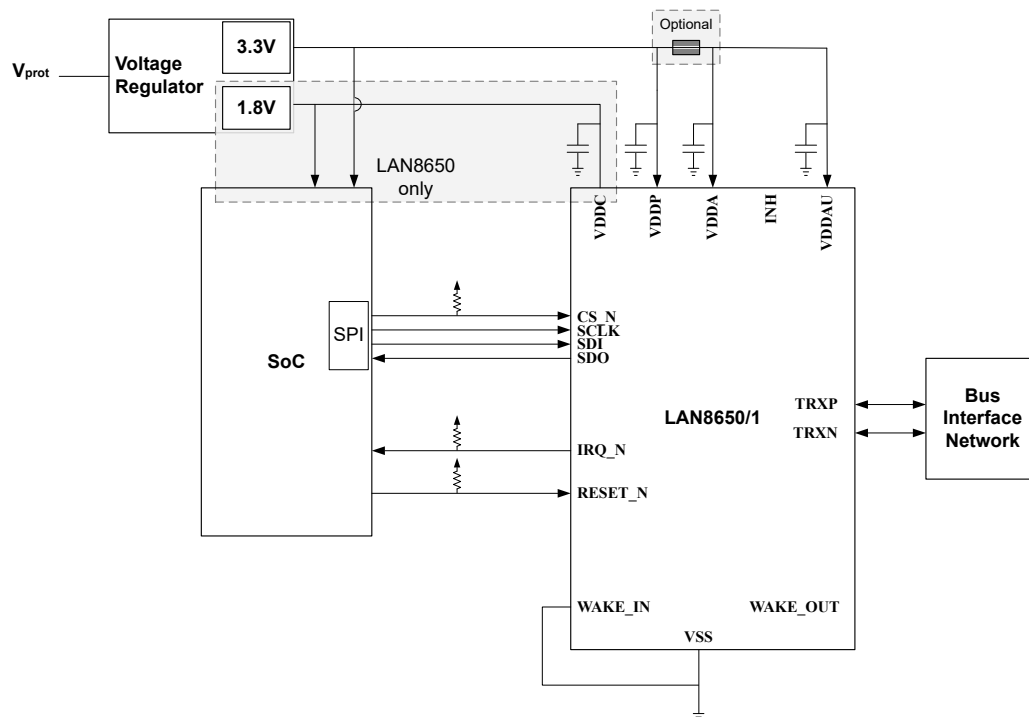 Optional
3.3V
Voltage
Regulator
Vprot
1.8V
LAN8650
only
VDDC
VDDP
VDDA
INH
VDDAU
SPI
SoC
CS_N
SCLK
SDI
SDO
IRQ_N
RESET_N
LAN8650/1
TRXP
TRXN
Bus
Interface
Network
WAKE_IN
WAKE_OUT
VSS